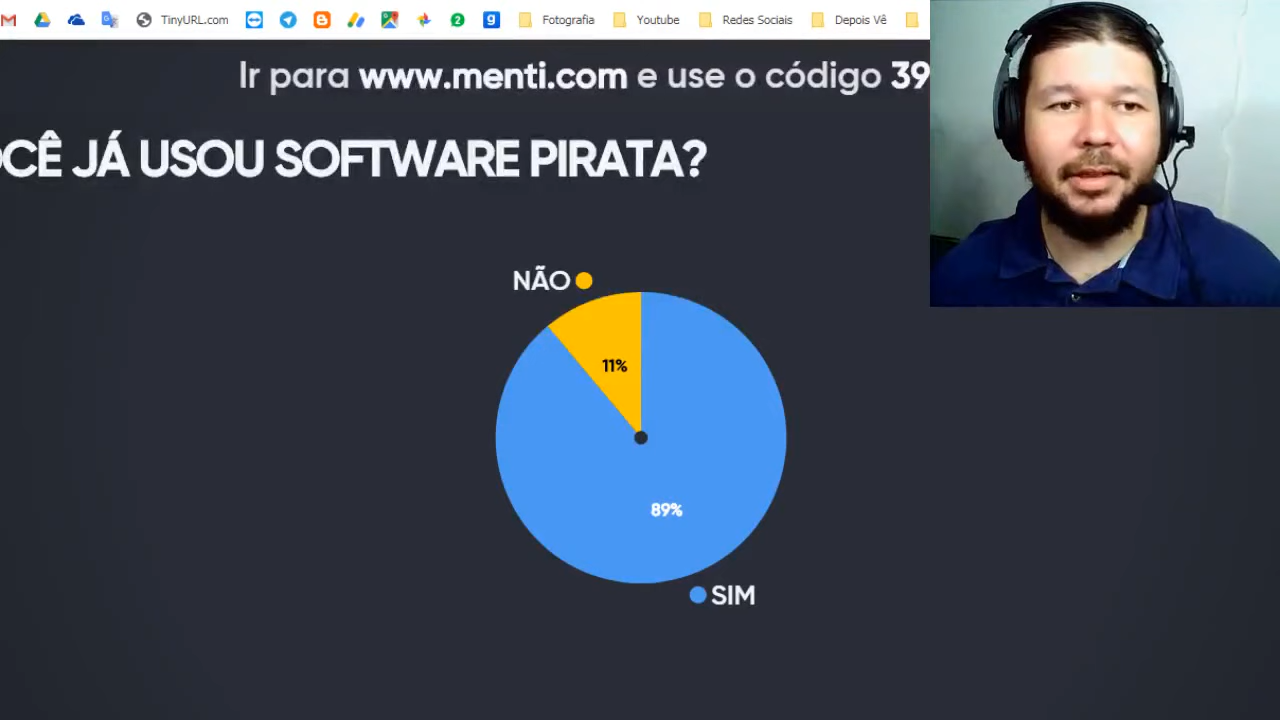 TinyURL.com Fotografia Youtube Redes Sociais Depois Vê
Ir para www.menti.com e use o código 39
OCÊ JÁ USOU SOFTWARE PIRATA?
NÃO
11%
89%
SIM